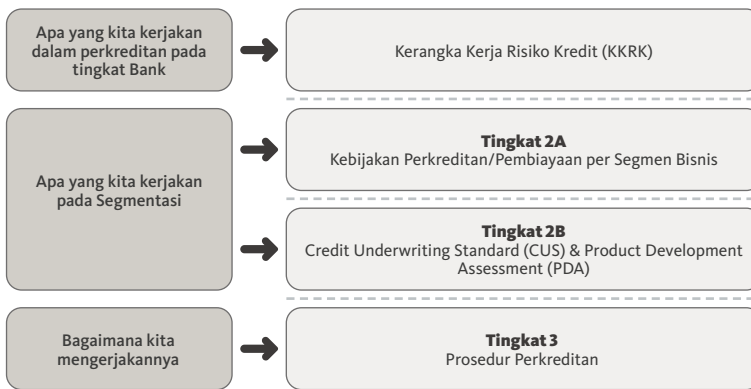 Apa yang kita kerjakan
dalam perkreditan pada
tingkat Bank
Kerangka Kerja Risiko Kredit (KKRK)
Apa yang kita kerjakan
pada Segmentasi
Tingkat 2A
Kebijakan Perkreditan/Pembiayaan per Segmen Bisnis
Tingkat 2B
Credit Underwriting Standard (CUS) & Product Development
Assessment (PDA)
Bagaimana kita
mengerjakannya
Tingkat 3
Prosedur Perkreditan